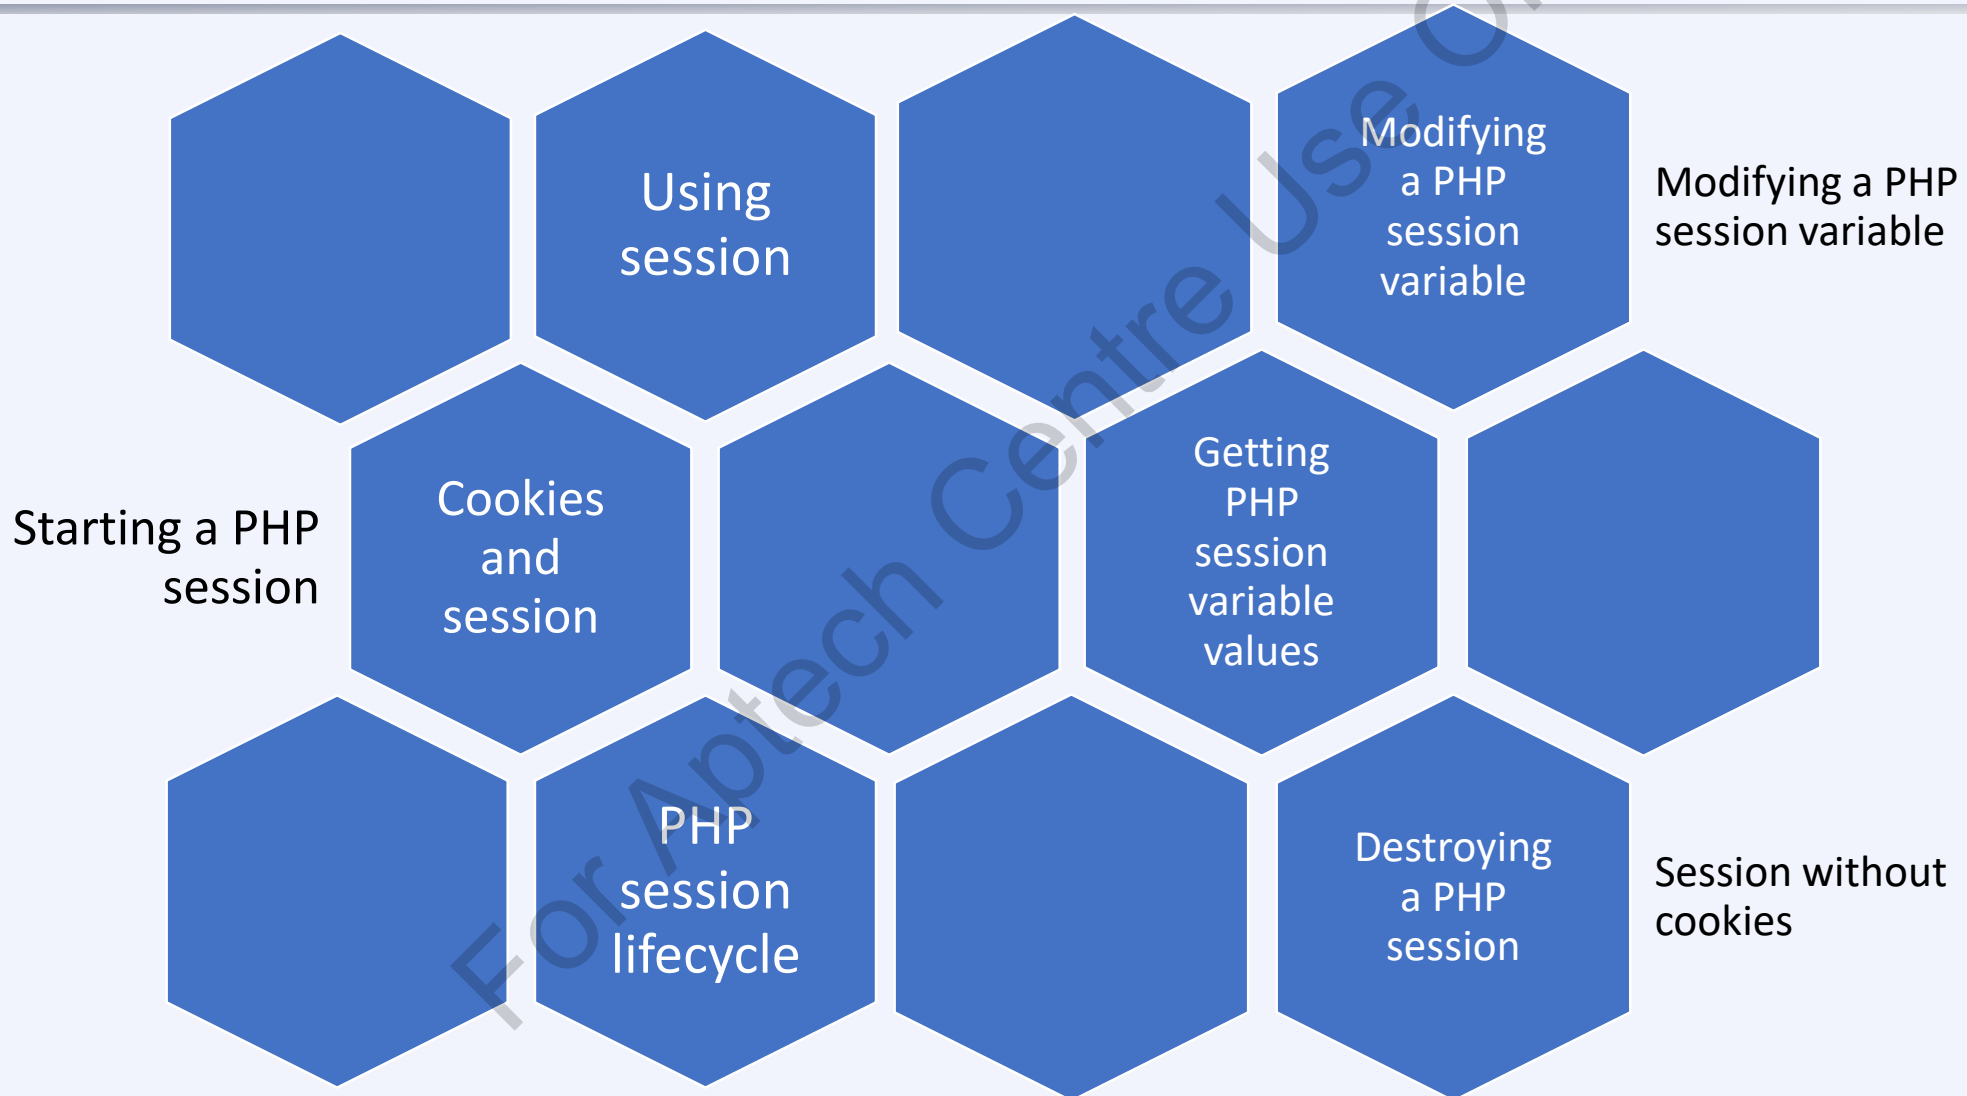 Using
session
Modifying
a PHP
session
variable
Modifying a PHP
session variable
Starting a PHP
session
Cookies
and
session
Getting
PHP
session
variable
values
PHP
session
lifecycle
Destroying
a PHP
session
Session without
cookies
For Aptech Centre Use